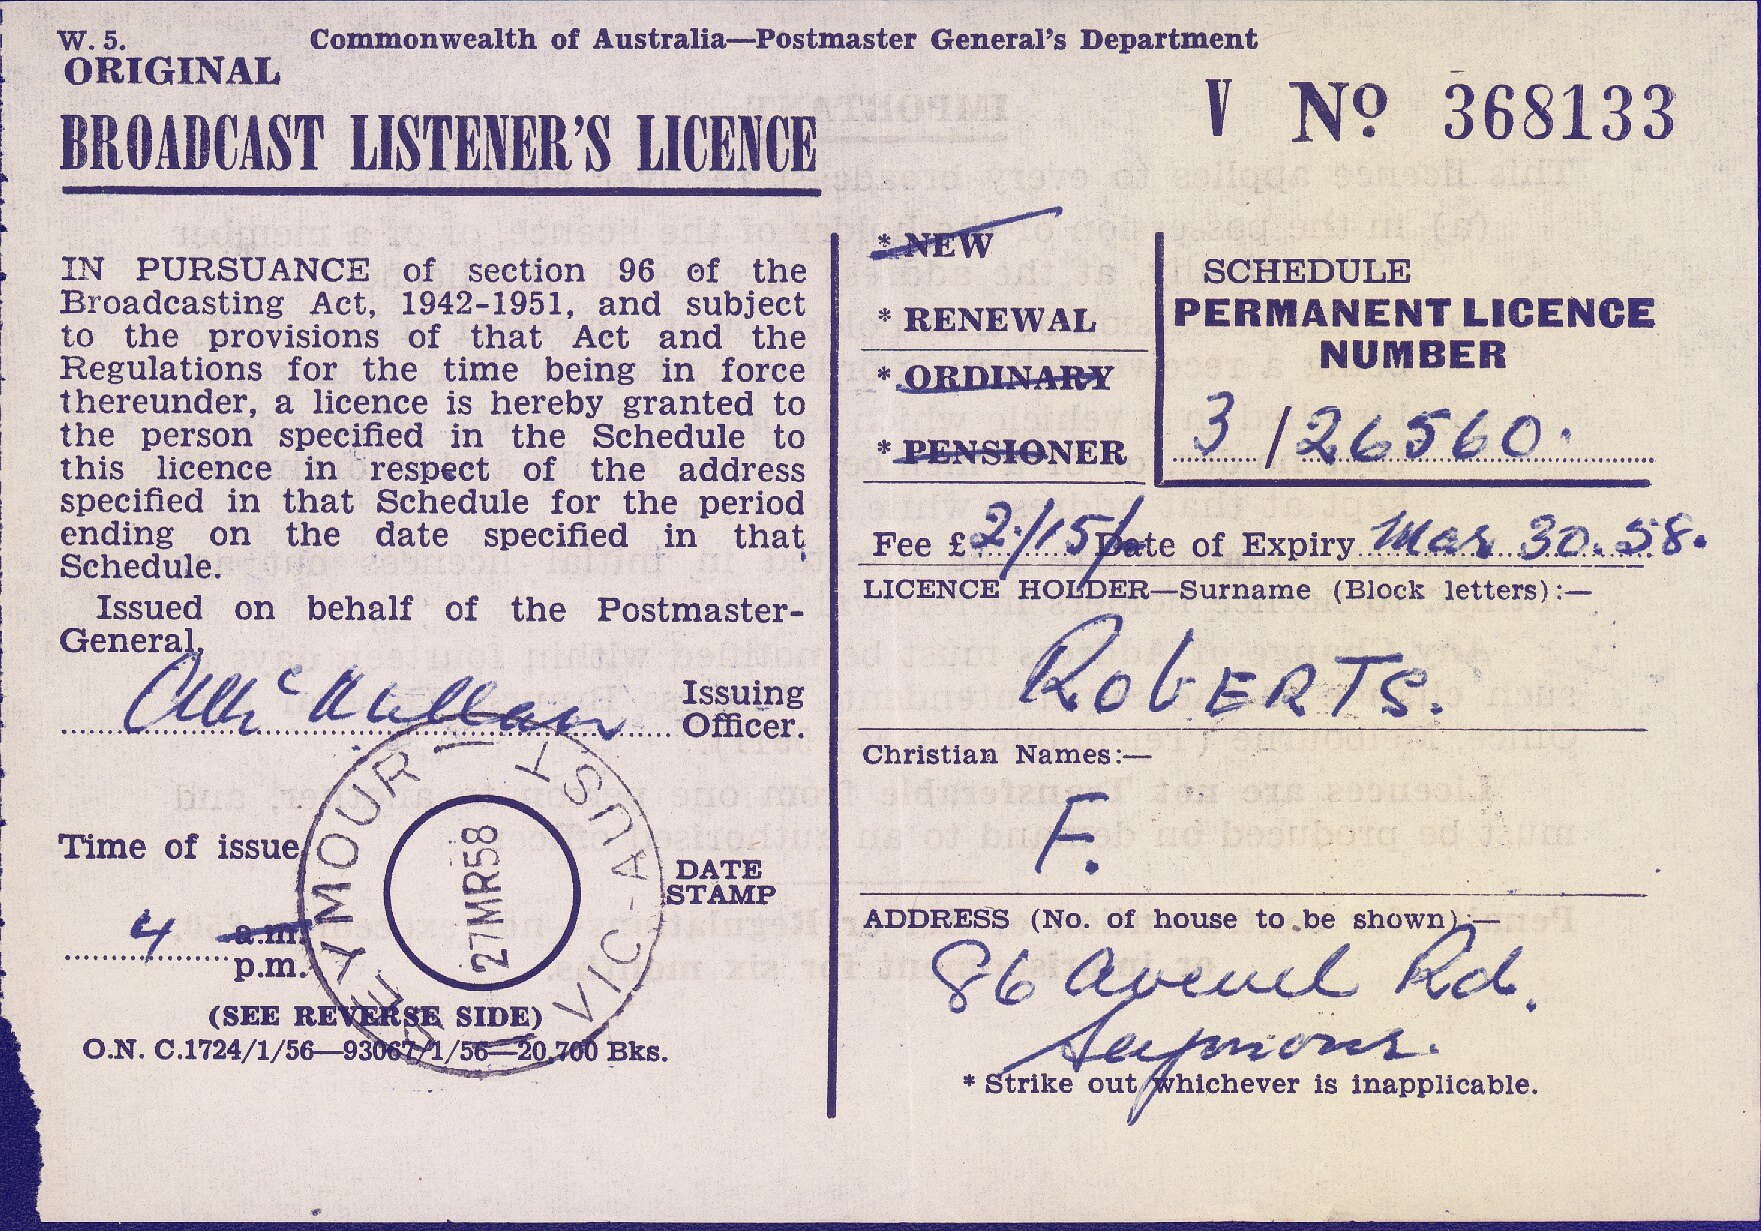 W. 5.
Commonwealth of Australia—Postmaster General's Department
ORIGINAL
V Nº 368133
BROADCAST LISTENER'S LICENCE
IN PURSUANCE of section 96 of the
Broadcasting Act, 1942-1951, and subject
to the provisions of that Act and the
Regulations for the time being in force
thereunder, a licence is hereby granted to
the person specified in the Schedule to
this licence in respect of the address
specified in that Schedule for the period
ending on the date specified in that
Schedule.
Issued on behalf of the Postmaster-
General,
Issuing
Officer.
Time of issue
4 a.m.
p.m.
DATE
STAMP
SEYMOUR
VIC-AUST
27MR58
(SEE REVERSE SIDE)
O.N. C.1724/1/56—93067/1/56—20,700 Bks.
* NEW
* RENEWAL
* ORDINARY
* PENSIONER
SCHEDULE
PERMANENT LICENCE
NUMBER
3/26560.
Fee £ 2/15/- Date of Expiry Mar 30.58.
LICENCE HOLDER—Surname (Block letters):—
ROBERTS.
Christian Names:—
F.
ADDRESS (No. of house to be shown):—
86 Avenel Rd.
Seymour.
* Strike out whichever is inapplicable.